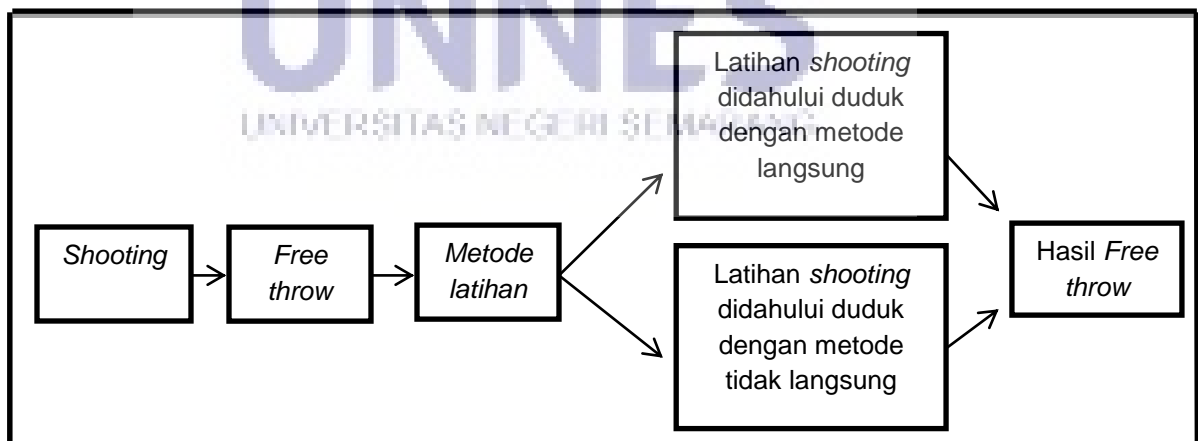 UNNES
UNIVERSITAS NEGERI SEMARANG
Latihan shooting
didahului duduk
dengan metode
langsung
Shooting
Free
throw
Metode
latihan
Latihan shooting
didahului duduk
dengan metode
tidak langsung
Hasil Free
throw